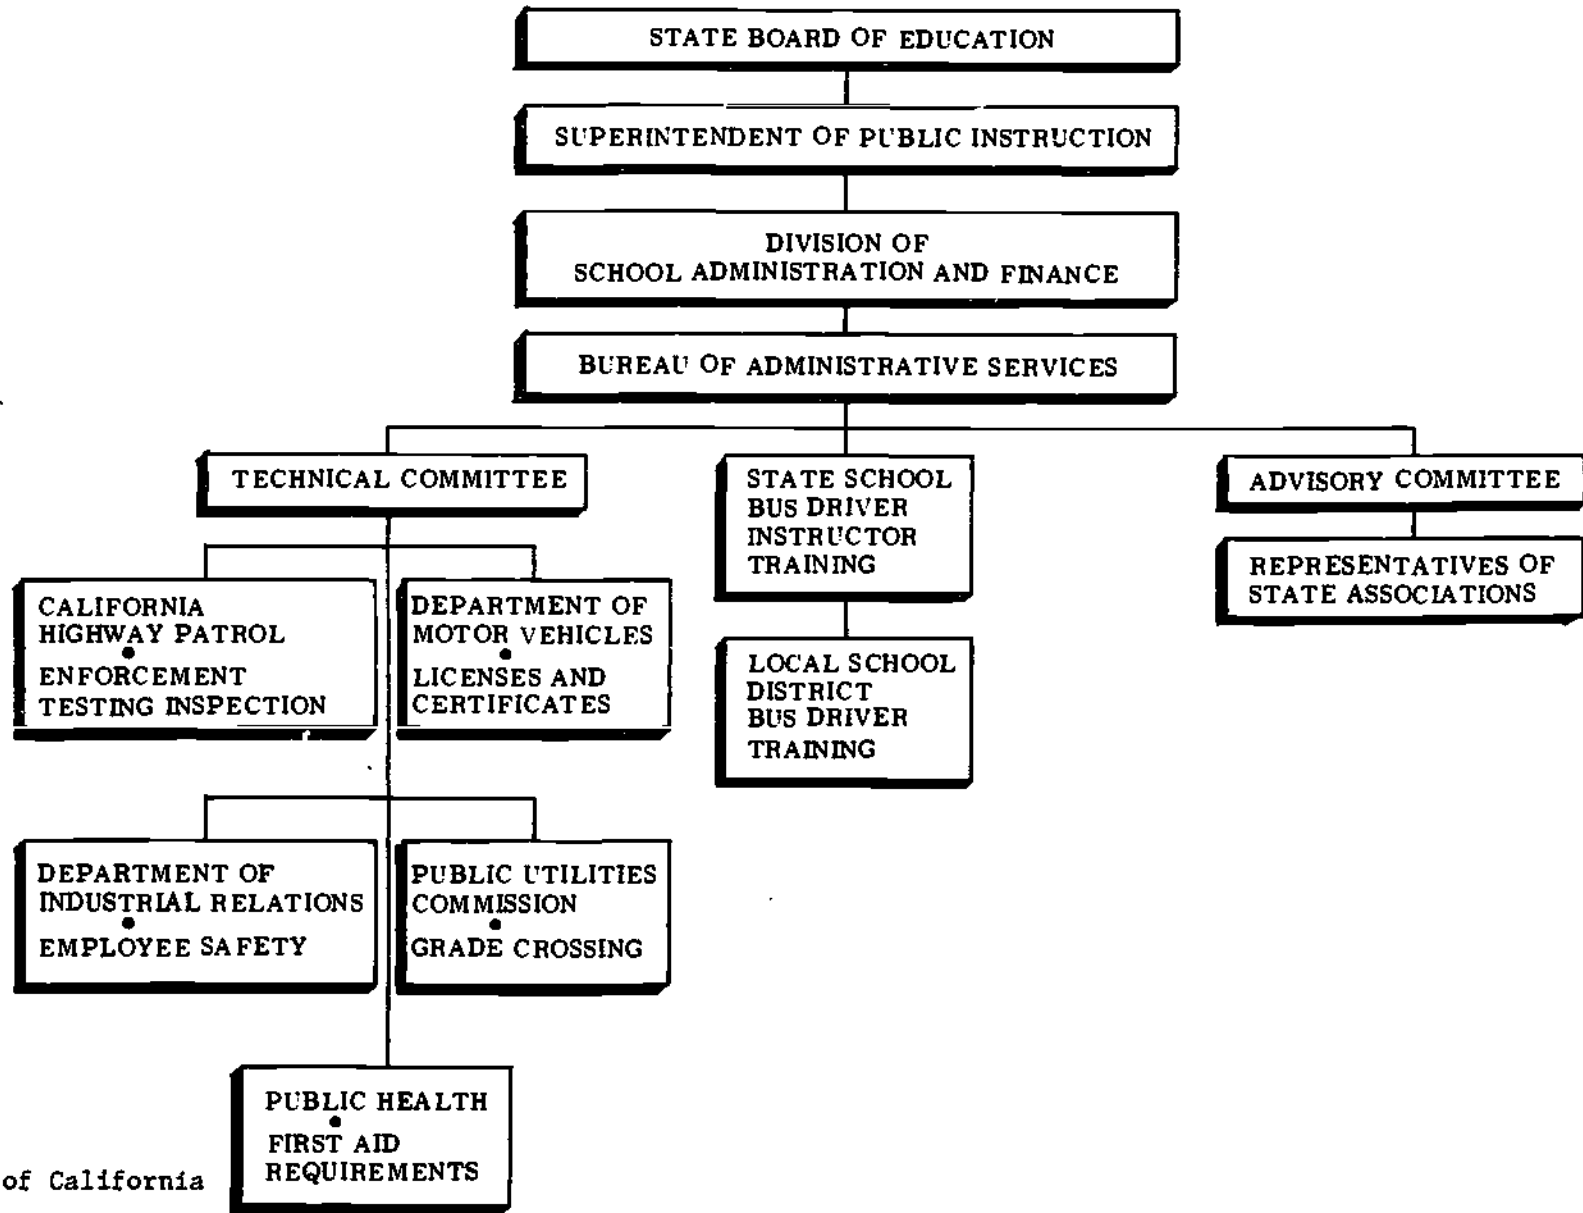 STATE BOARD OF EDUCATION
SUPERINTENDENT OF PUBLIC INSTRUCTION
DIVISION OF
SCHOOL ADMINISTRATION AND FINANCE
BUREAU OF ADMINISTRATIVE SERVICES
TECHNICAL COMMITTEE
CALIFORNIA
HIGHWAY PATROL
•
ENFORCEMENT
TESTING INSPECTION
DEPARTMENT OF
MOTOR VEHICLES
•
LICENSES AND
CERTIFICATES
DEPARTMENT OF
INDUSTRIAL RELATIONS
•
EMPLOYEE SAFETY
PUBLIC UTILITIES
COMMISSION
•
GRADE CROSSING
PUBLIC HEALTH
•
FIRST AID
REQUIREMENTS
STATE SCHOOL
BUS DRIVER
INSTRUCTOR
TRAINING
LOCAL SCHOOL
DISTRICT
BUS DRIVER
TRAINING
ADVISORY COMMITTEE
REPRESENTATIVES OF
STATE ASSOCIATIONS
of California